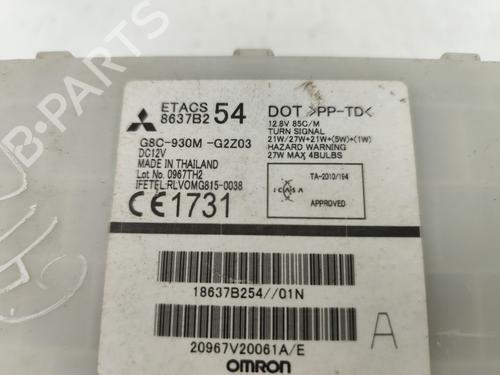 ETACS
8637B2 54
G8C-930M -G2Z03
DC12V
MADE IN THAILAND
Lot No. 0967TH2
IFETEL:RLVOMG815-0038
CE1731
DOT >PP-TD<
12.8V 85C/M
TURN SIGNAL
21W/27W+21W+(5W)+(1W)
HAZARD WARNING
27W MAX 4BULBS
TA-2010/194
ICASA
APPROVED
18637B254//01N
20967V20061A/E
A
OMRON